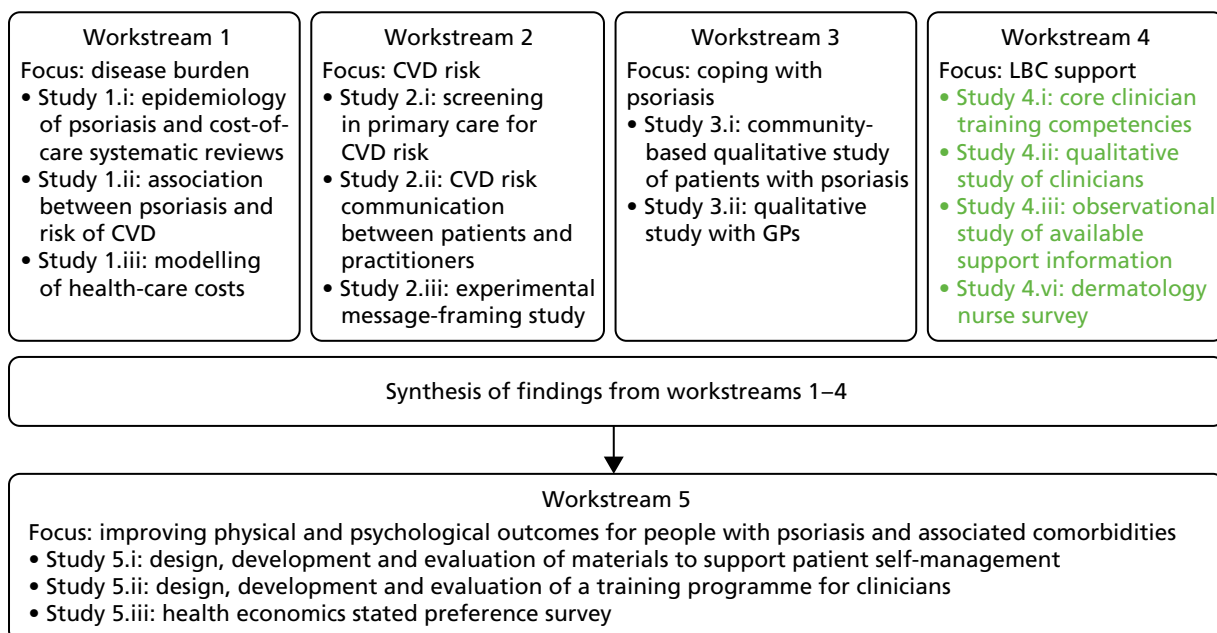 Workstream 1
Focus: disease burden
• Study 1.i: epidemiology
of psoriasis and cost-of-
care systematic reviews
• Study 1.ii: association
between psoriasis and
risk of CVD
• Study 1.iii: modelling
of health-care costs
Workstream 2
Focus: CVD risk
• Study 2.i: screening
in primary care for
CVD risk
• Study 2.ii: CVD risk
communication
between patients and
practitioners
• Study 2.iii: experimental
message-framing study
Workstream 3
Focus: coping with
psoriasis
• Study 3.i: community-
based qualitative study
of patients with psoriasis
• Study 3.ii: qualitative
study with GPs
Workstream 4
Focus: LBC support
• Study 4.i: core clinician
training competencies
• Study 4.ii: qualitative
study of clinicians
• Study 4.iii: observational
study of available
support information
• Study 4.vi: dermatology
nurse survey
Synthesis of findings from workstreams 1–4
Workstream 5
Focus: improving physical and psychological outcomes for people with psoriasis and associated comorbidities
• Study 5.i: design, development and evaluation of materials to support patient self-management
• Study 5.ii: design, development and evaluation of a training programme for clinicians
• Study 5.iii: health economics stated preference survey